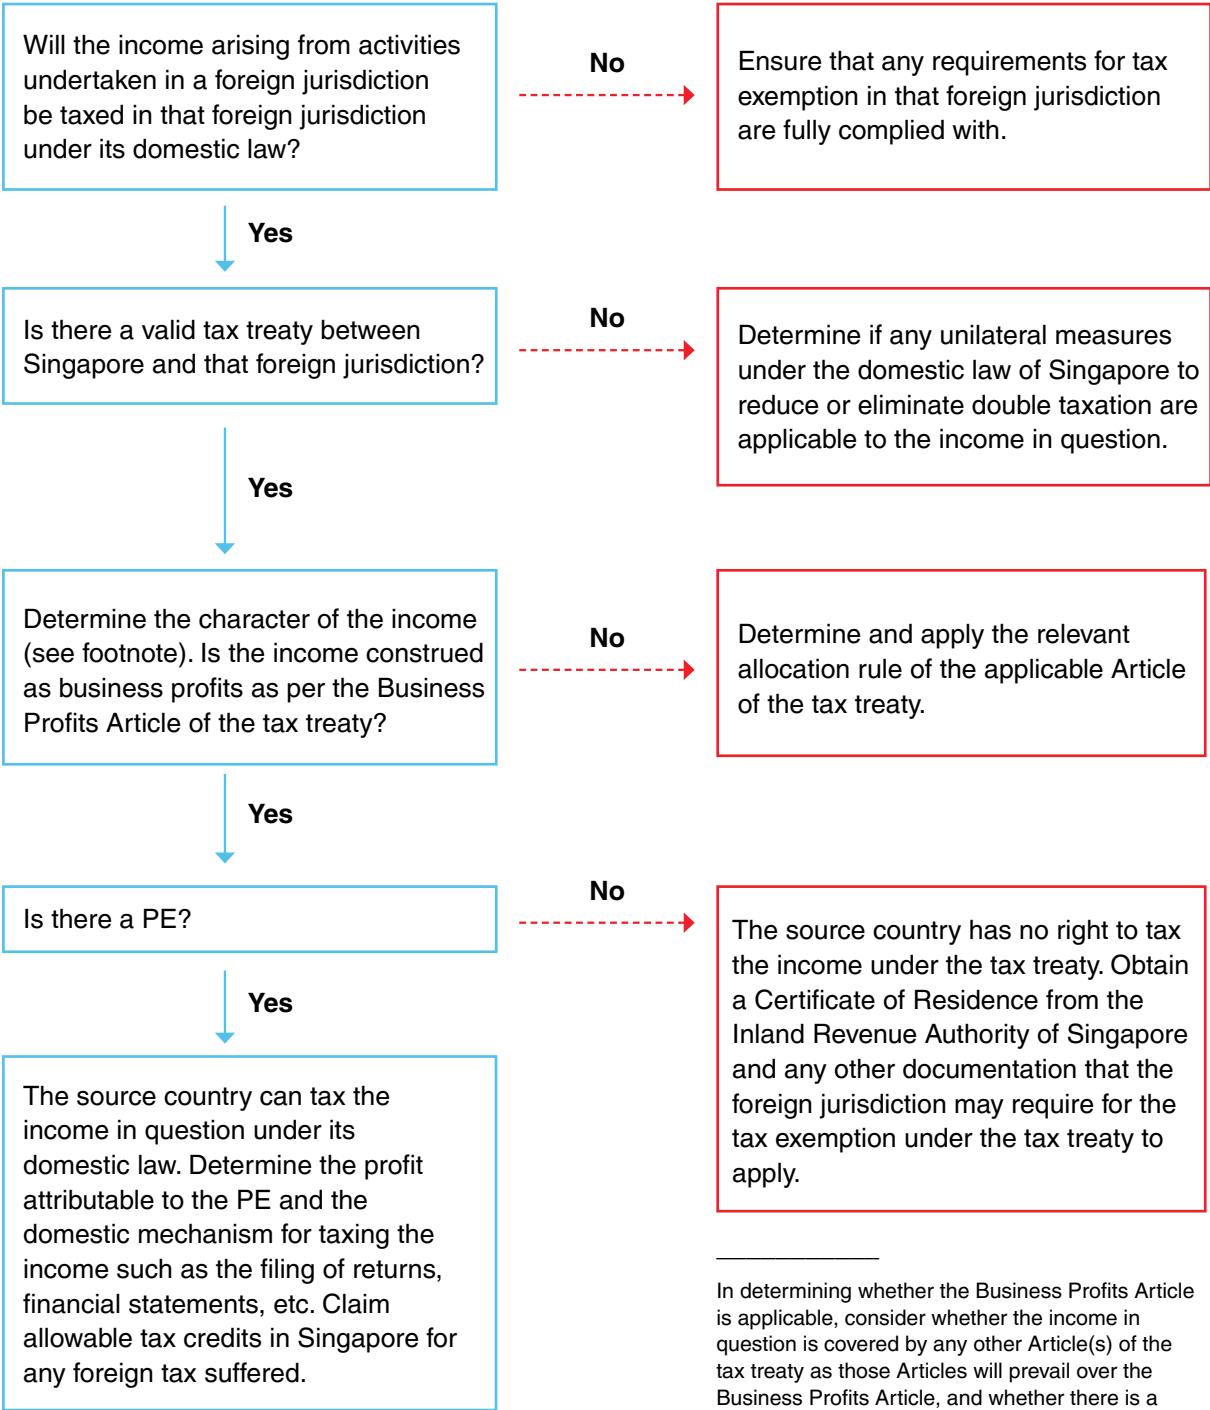 Will the income arising from activities
undertaken in a foreign jurisdiction
be taxed in that foreign jurisdiction
under its domestic law?
No
Ensure that any requirements for tax
exemption in that foreign jurisdiction
are fully complied with.
Yes
Is there a valid tax treaty between
Singapore and that foreign jurisdiction?
No
Determine if any unilateral measures
under the domestic law of Singapore to
reduce or eliminate double taxation are
applicable to the income in question.
Yes
Determine the character of the income
(see footnote). Is the income construed
as business profits as per the Business
Profits Article of the tax treaty?
No
Determine and apply the relevant
allocation rule of the applicable Article
of the tax treaty.
Yes
Is there a PE?
No
The source country has no right to tax
the income under the tax treaty. Obtain
a Certificate of Residence from the
Inland Revenue Authority of Singapore
and any other documentation that the
foreign jurisdiction may require for the
tax exemption under the tax treaty to
apply.
Yes
The source country can tax the
income in question under its
domestic law. Determine the profit
attributable to the PE and the
domestic mechanism for taxing the
income such as the filing of returns,
financial statements, etc. Claim
allowable tax credits in Singapore for
any foreign tax suffered.
In determining whether the Business Profits Article
is applicable, consider whether the income in
question is covered by any other Article(s) of the
tax treaty as those Articles will prevail over the
Business Profits Article, and whether there is a